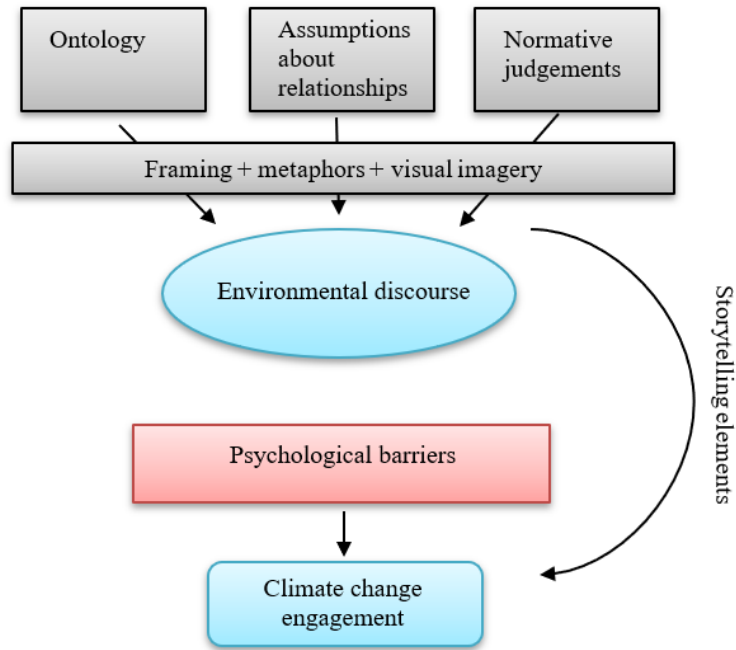 Ontology
Assumptions
about
relationships
Normative
judgements
Framing + metaphors + visual imagery
Environmental discourse
Storytelling elements
Psychological barriers
Climate change
engagement